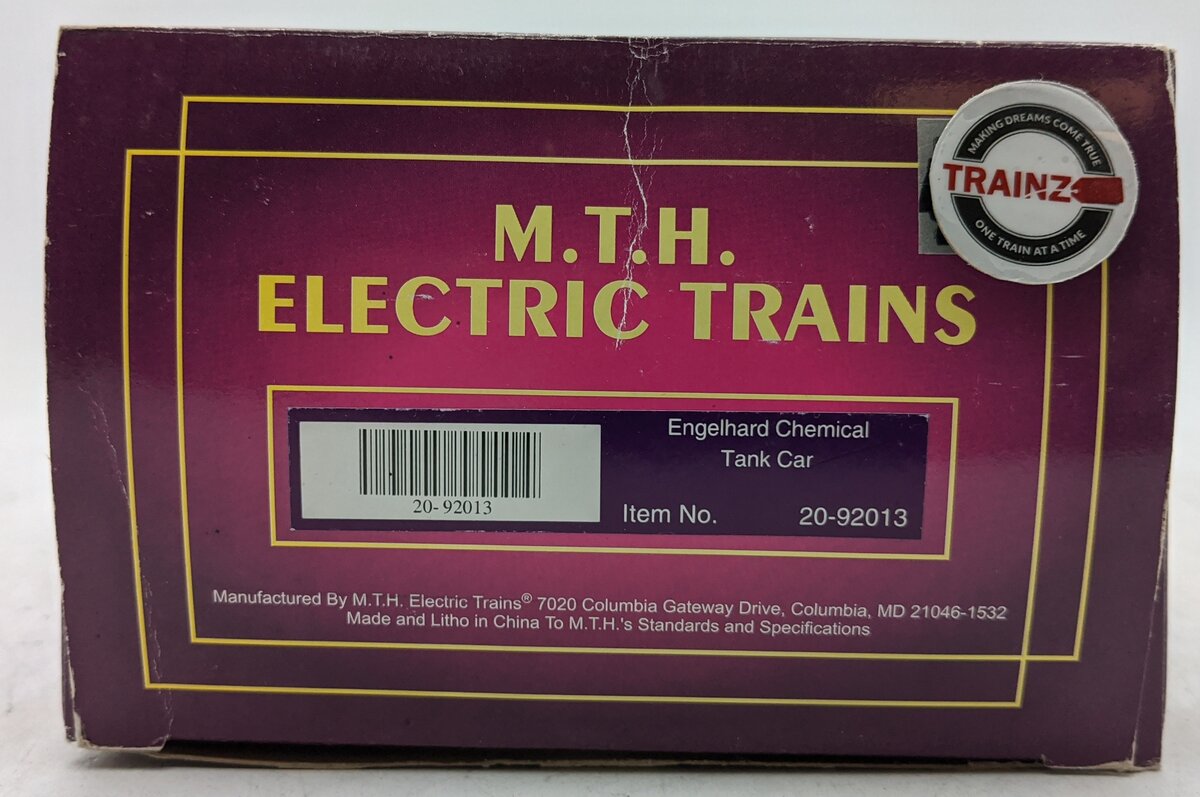 MAKING DREAMS COME TRUE
TRAINZ
ONE TRAIN AT A TIME
M.T.H.
ELECTRIC TRAINS
Engelhard Chemical
Tank Car
20-92013
Item No. 20-92013
Manufactured By M.T.H. Electric Trains® 7020 Columbia Gateway Drive, Columbia, MD 21046-1532
Made and Litho in China To M.T.H.'s Standards and Specifications